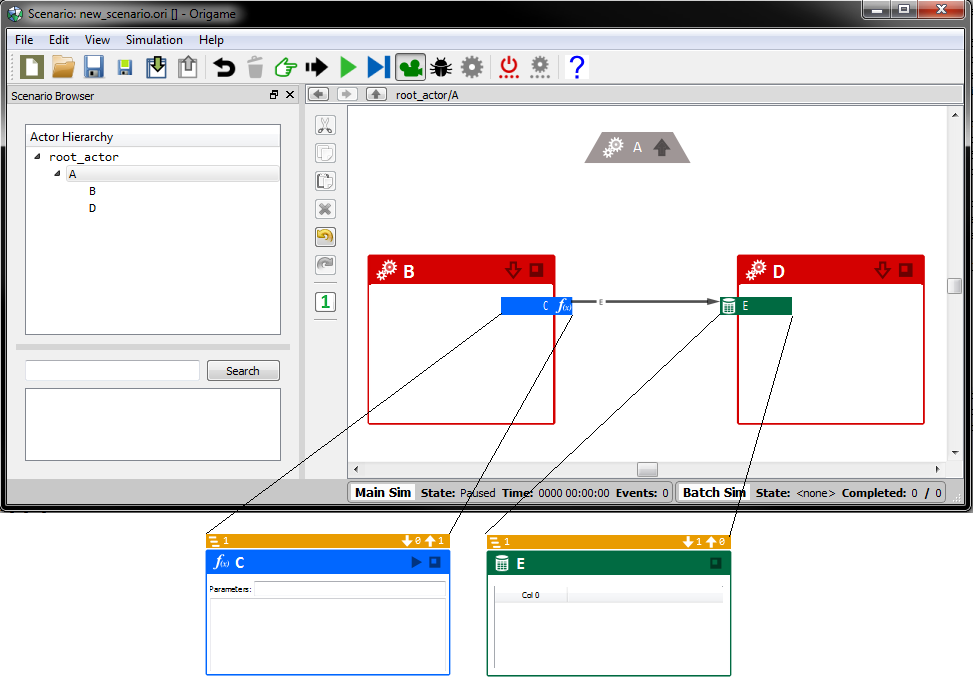 Scenario: new_scenario.ori [] - Origame
File Edit View Simulation Help
?
Scenario Browser
root_actor/A
Actor Hierarchy
root_actor
A
B
D
Search
1
A
B
C f(x)
E
D
E
Main Sim State: Paused Time: 0000 00:00:00 Events: 0
Batch Sim State: <none> Completed: 0 / 0
1 0 1
f(x) C
Parameters:
1 1 0
E
Col 0